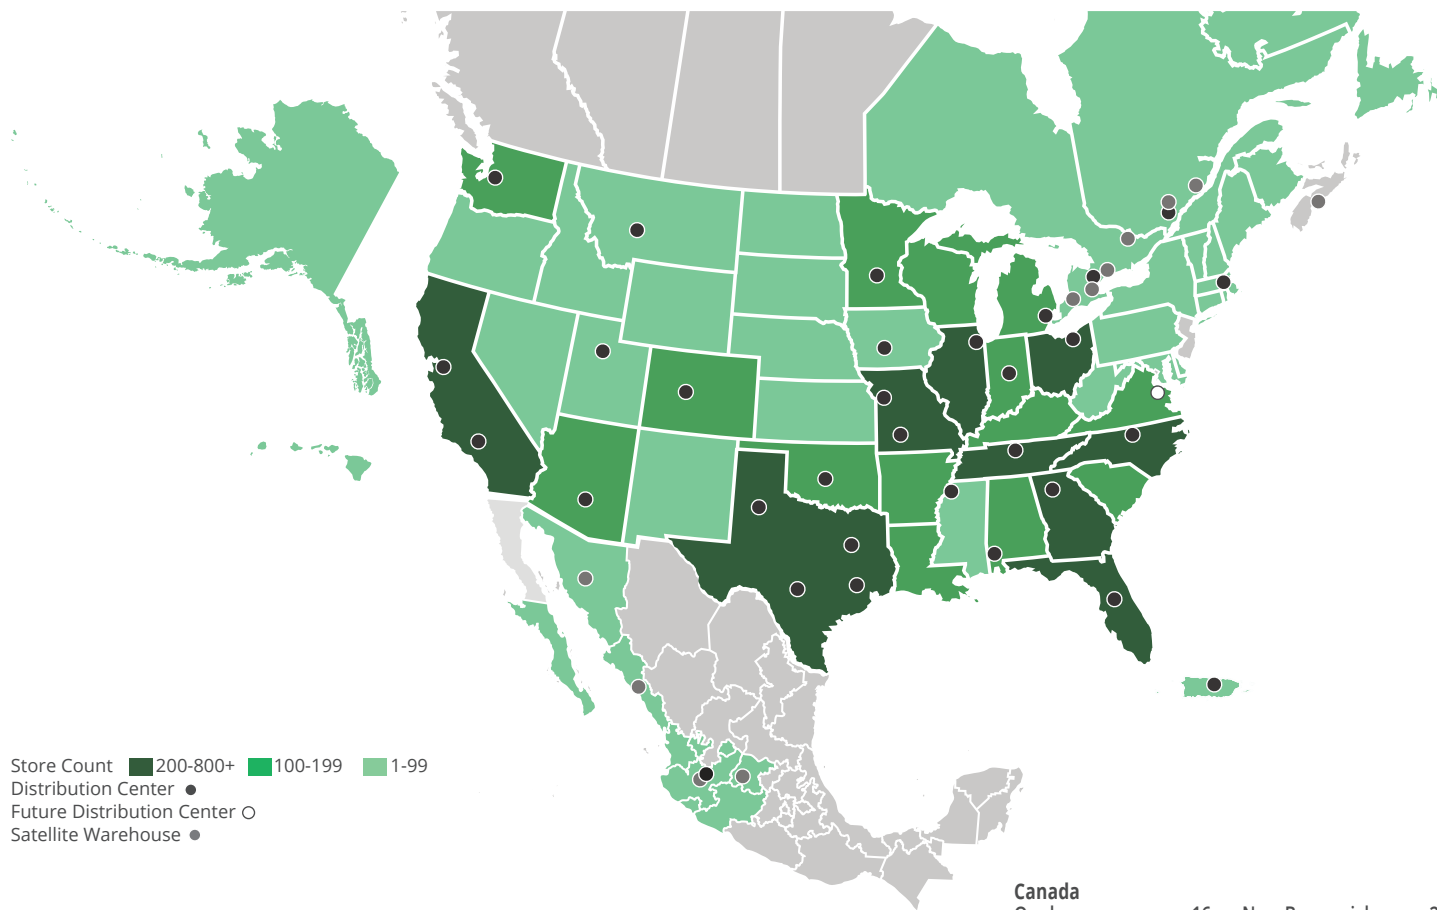 Store Count 200-800+ 100-199 1-99
Distribution Center
Future Distribution Center
Satellite Warehouse
Canada